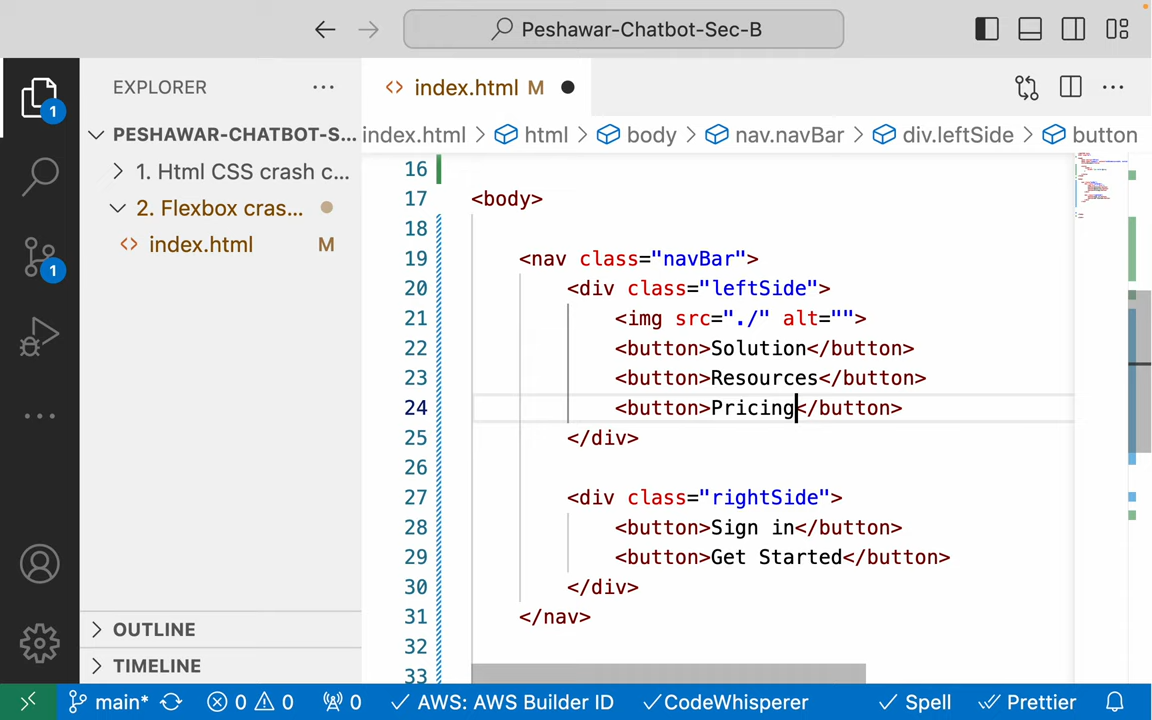 Peshawar-Chatbot-Sec-B
EXPLORER
index.html M
1
PESHAWAR-CHATBOT-S...
index.html > html > body > nav.navBar > div.leftSide > button
1. Html CSS crash c...
2. Flexbox cras...
index.html M
1
16
17 <body>
18
19 <nav class="navBar">
20 <div class="leftSide">
21 <img src="./" alt="">
22 <button>Solution</button>
23 <button>Resources</button>
24 <button>Pricing</button>
25 </div>
26
27 <div class="rightSide">
28 <button>Sign in</button>
29 <button>Get Started</button>
30 </div>
31 </nav>
32
33
OUTLINE
TIMELINE
main* 0 0 0 AWS: AWS Builder ID CodeWhisperer Spell Prettier